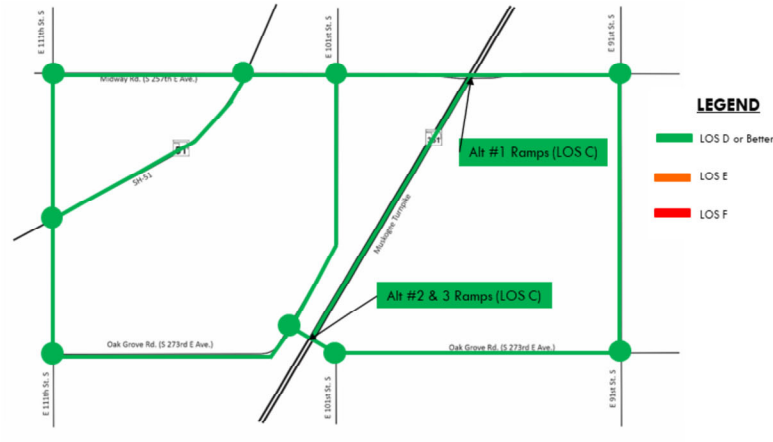 E 111th St. S
E 101st St. S
E 91st St. S
Midway Rd. (S 257th E Ave.)
LEGEND
LOS D or Better
LOS E
LOS F
51
351
Alt #1 Ramps (LOS C)
SH-51
Muskogee Turnpike
Alt #2 & 3 Ramps (LOS C)
Oak Grove Rd. (S 273rd E Ave.)
Oak Grove Rd. (S 273rd E Ave.)
E 111th St. S
E 101st St. S
E 91st St. S